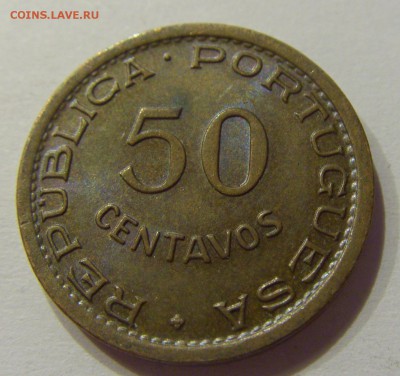 COINS.LAVE.RU
REPUBLICA · PORTUGUESA
50
CENTAVOS